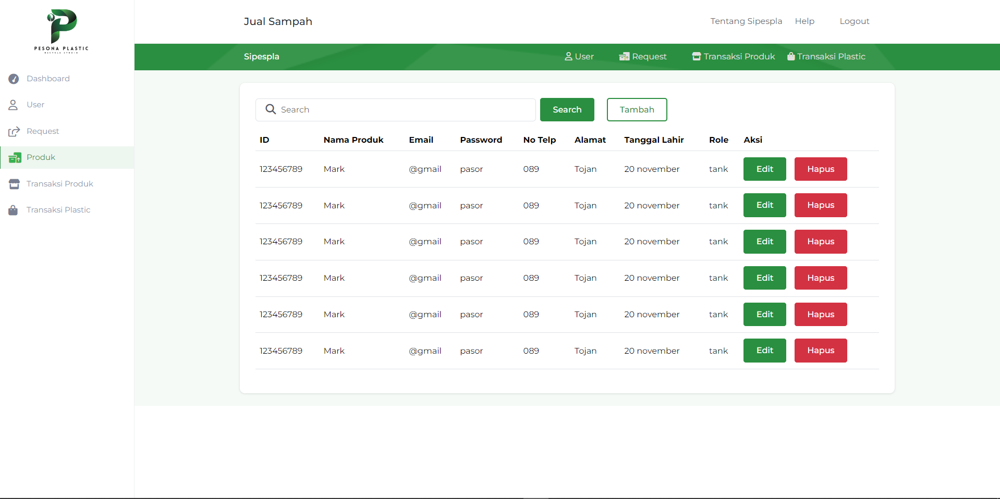 PESONA PLASTIC
RECYCLE STUDIO
Dashboard
User
Request
Produk
Transaksi Produk
Transaksi Plastic
Jual Sampah
Tentang Sipespla Help Logout
Sipespla User Request Transaksi Produk Transaksi Plastic
Search Search Tambah
ID Nama Produk Email Password No Telp Alamat Tanggal Lahir Role Aksi
123456789 Mark @gmail pasor 089 Tojan 20 november tank Edit Hapus
123456789 Mark @gmail pasor 089 Tojan 20 november tank Edit Hapus
123456789 Mark @gmail pasor 089 Tojan 20 november tank Edit Hapus
123456789 Mark @gmail pasor 089 Tojan 20 november tank Edit Hapus
123456789 Mark @gmail pasor 089 Tojan 20 november tank Edit Hapus
123456789 Mark @gmail pasor 089 Tojan 20 november tank Edit Hapus